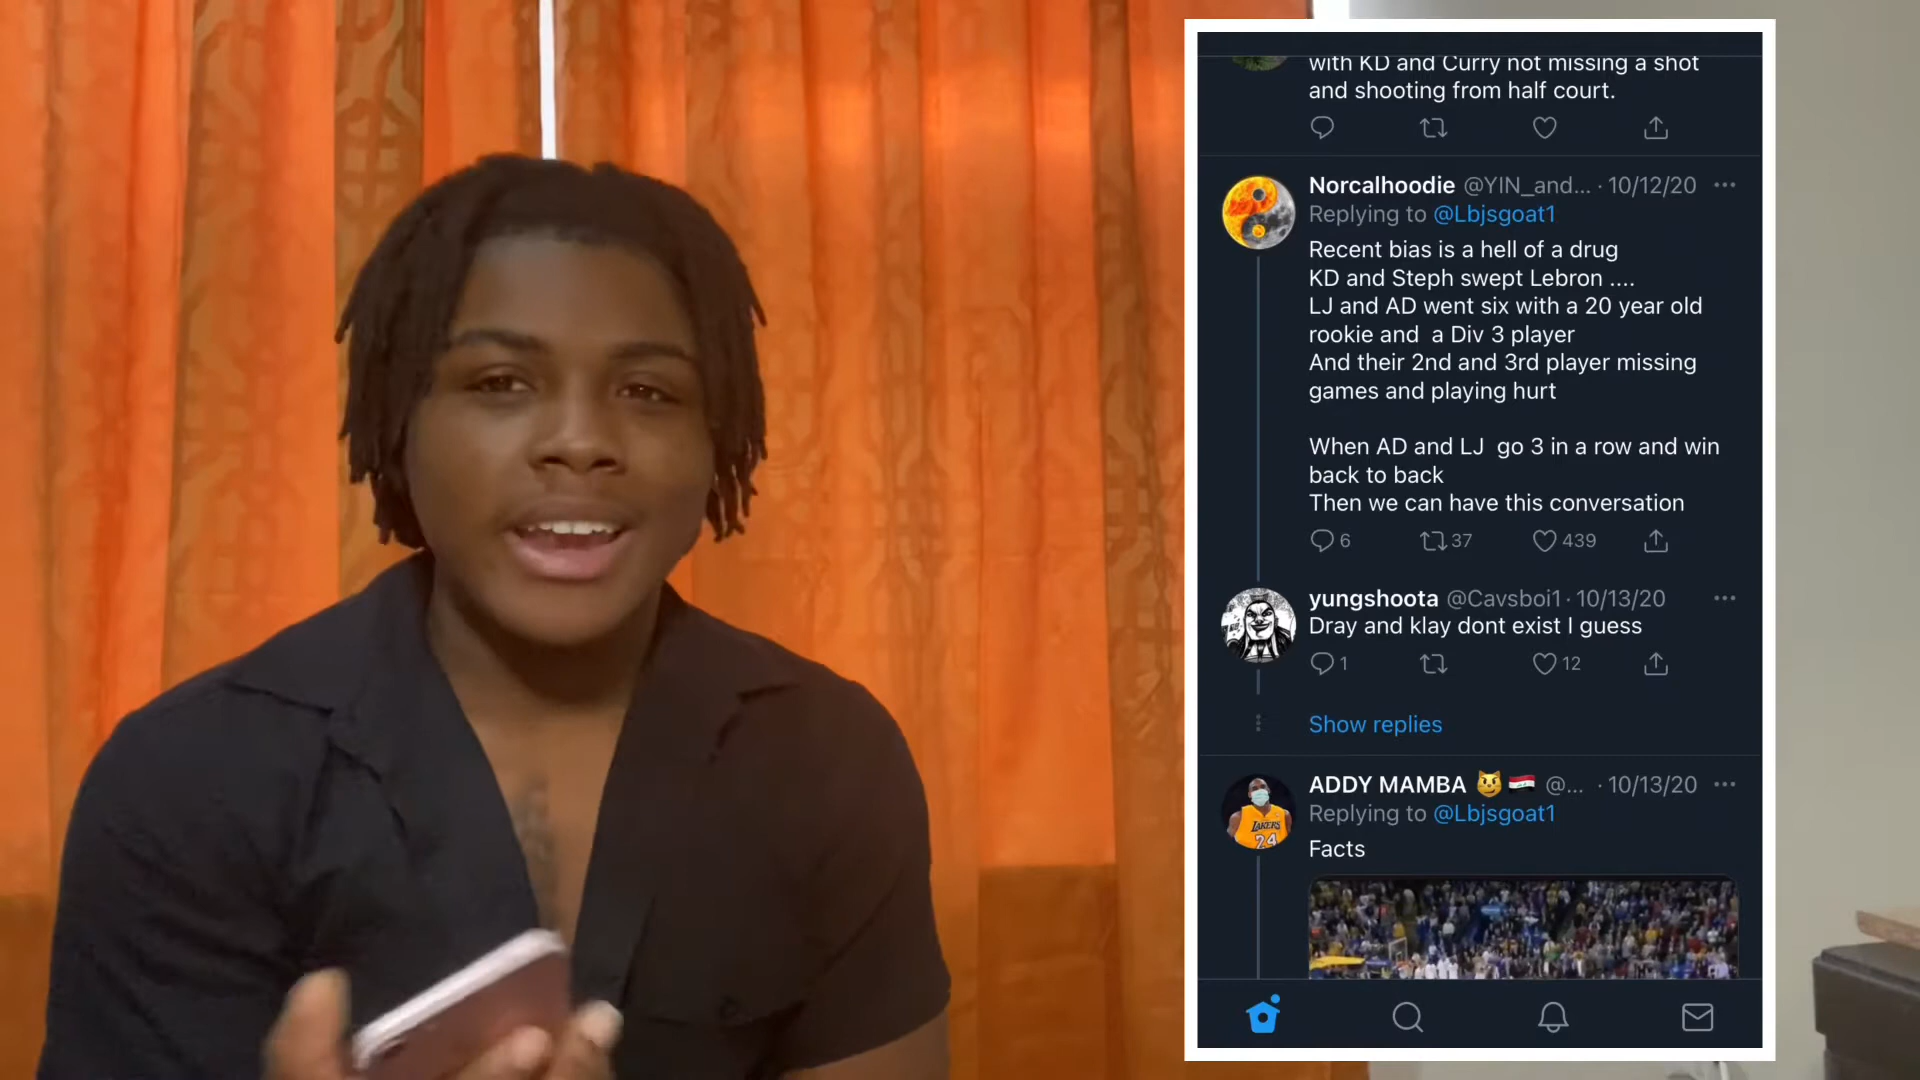 with KD and Curry not missing a shot
and shooting from half court.
Norcalhoodie @YIN_and... · 10/12/20
Replying to @Lbjsgoat1
Recent bias is a hell of a drug
KD and Steph swept Lebron ....
LJ and AD went six with a 20 year old
rookie and a Div 3 player
And their 2nd and 3rd player missing
games and playing hurt
When AD and LJ go 3 in a row and win
back to back
Then we can have this conversation
6 37 439
yungshoota @Cavsboi1 · 10/13/20
Dray and klay dont exist I guess
1 12
Show replies
ADDY MAMBA 😼 🇮🇶 @... · 10/13/20
Replying to @Lbjsgoat1
Facts
LAKERS
24